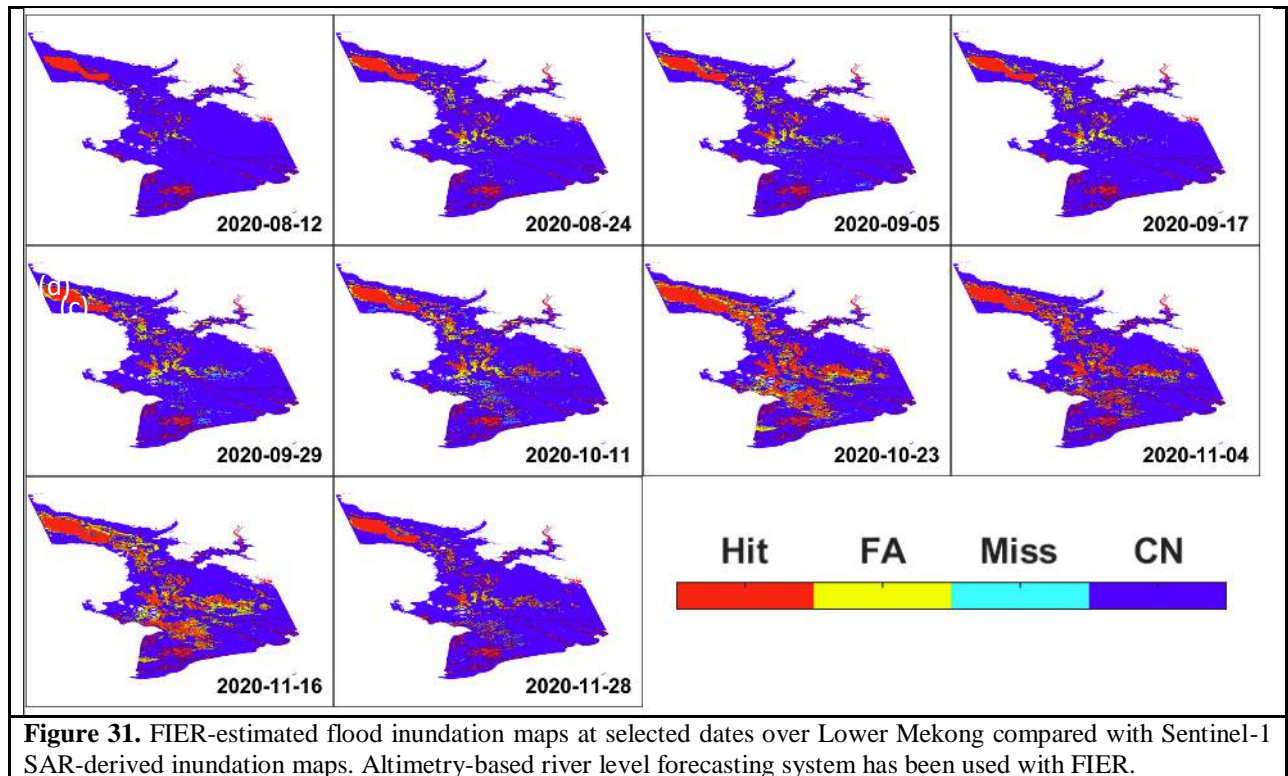 2020-08-12
2020-08-24
2020-09-05
2020-09-17
(d)
(c)
2020-09-29
2020-10-11
2020-10-23
2020-11-04
2020-11-16
2020-11-28
Hit FA Miss CN
Figure 31. FIER-estimated flood inundation maps at selected dates over Lower Mekong compared with Sentinel-1
SAR-derived inundation maps. Altimetry-based river level forecasting system has been used with FIER.